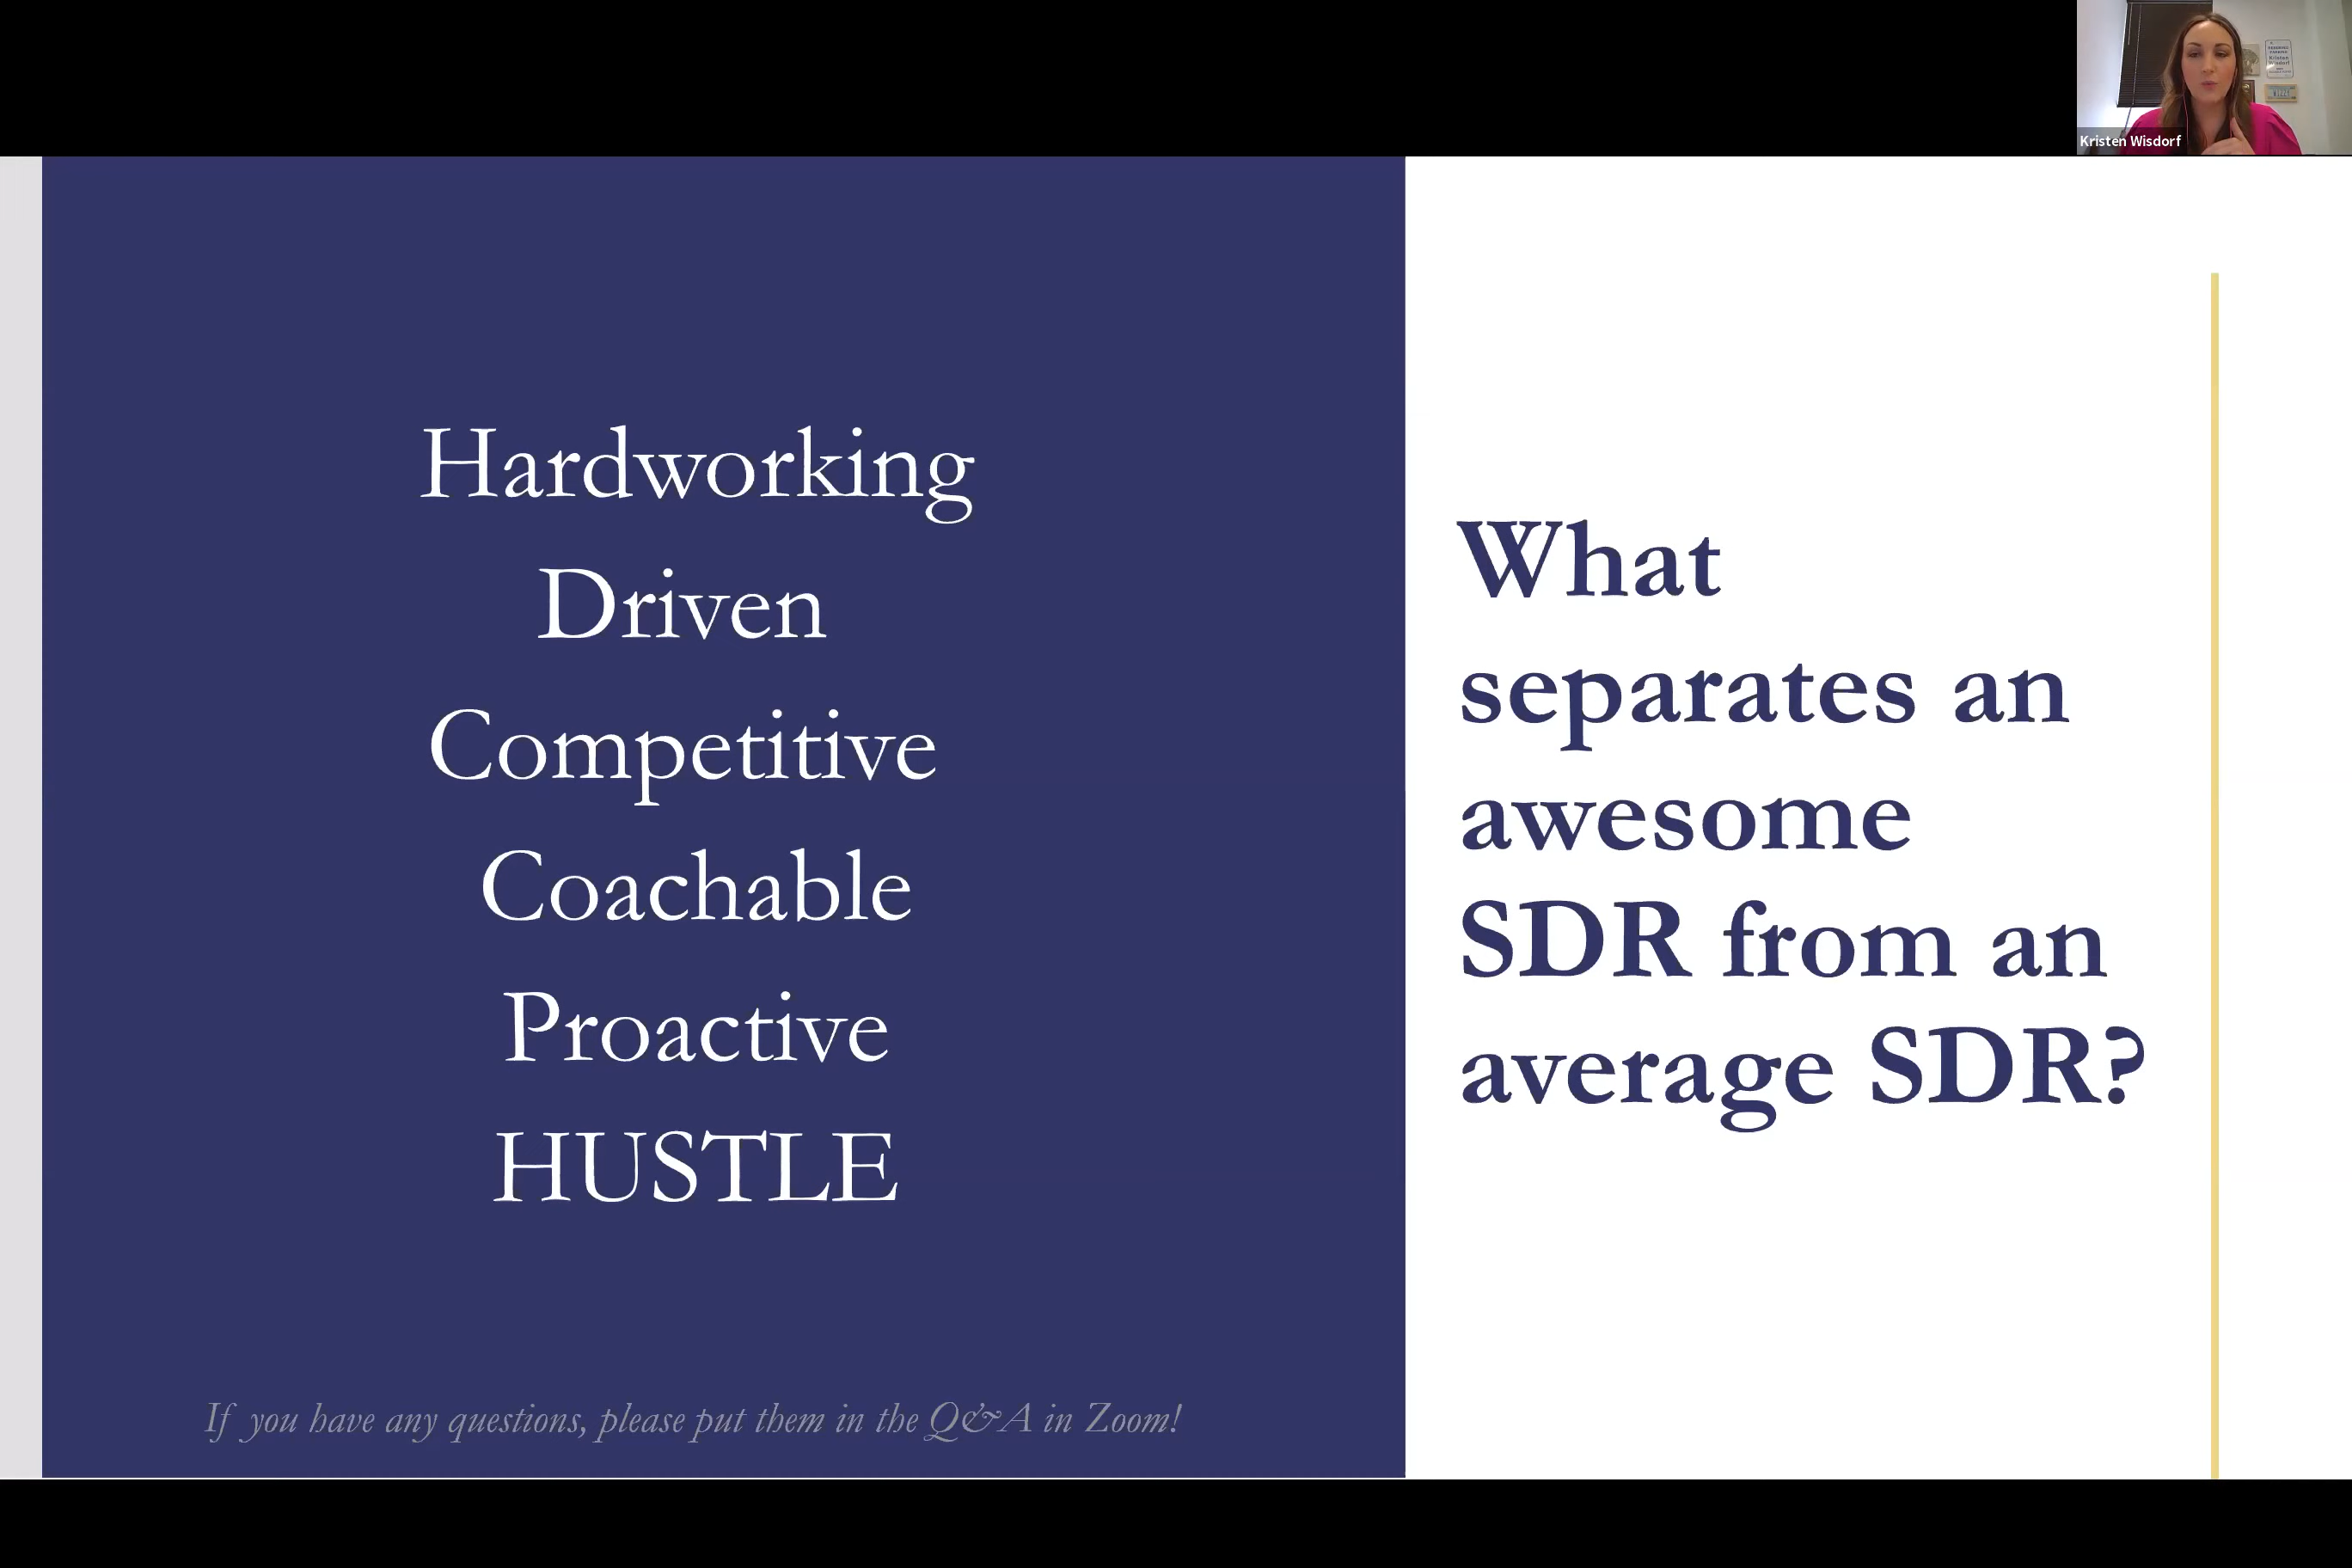 Kristen Wisdorf
Hardworking
Driven
Competitive
Coachable
Proactive
HUSTLE
If you have any questions, please put them in the Q&A in Zoom!
What
separates an
awesome
SDR from an
average SDR?